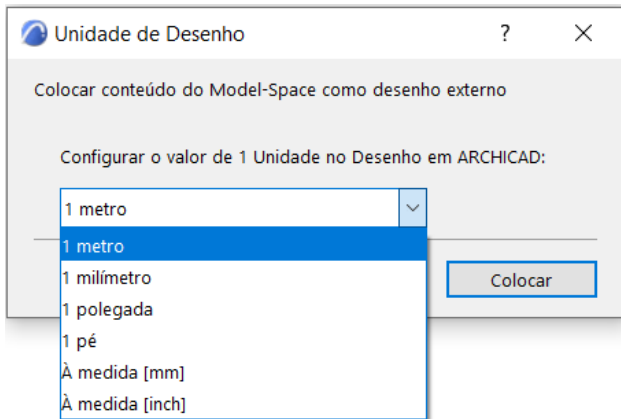 Unidade de Desenho
?
Colocar conteúdo do Model-Space como desenho externo
Configurar o valor de 1 Unidade no Desenho em ARCHICAD:
1 metro
1 metro
1 milímetro
Colocar
1 polegada
1 pé
À medida [mm]
À medida [inch]